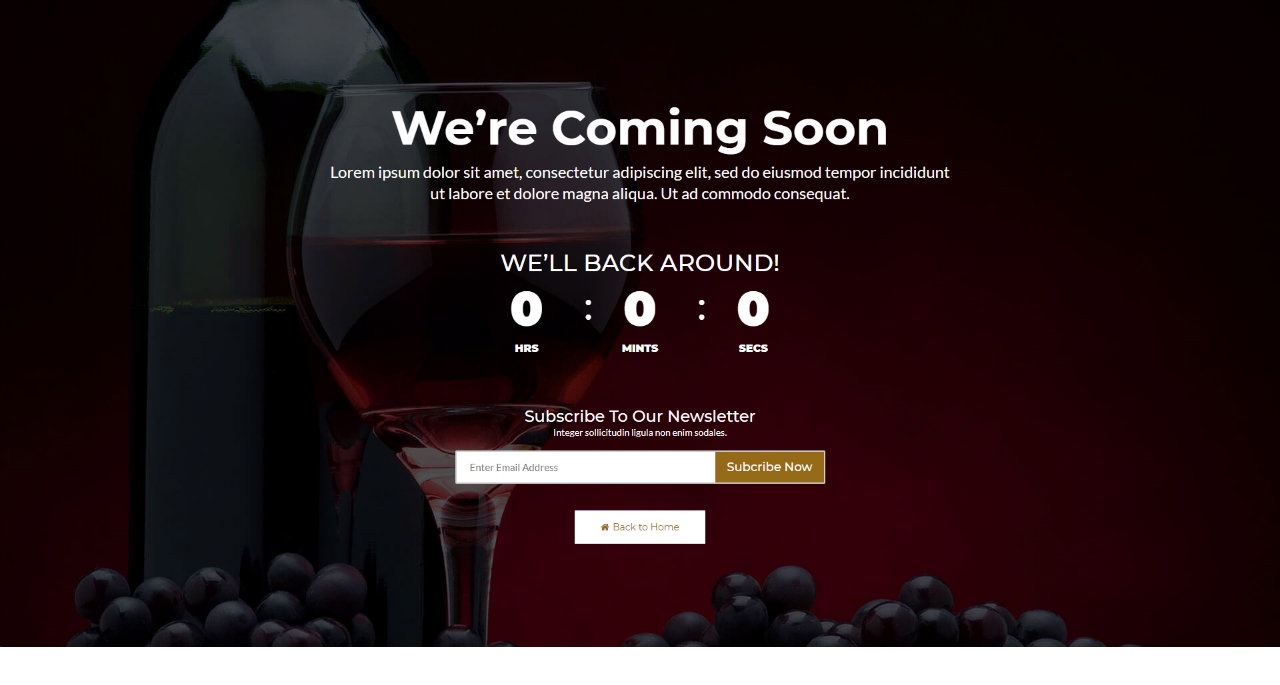 We’re Coming Soon
Lorem ipsum dolor sit amet, consectetur adipiscing elit, sed do eiusmod tempor incididunt
ut labore et dolore magna aliqua. Ut ad commodo consequat.
WE’LL BACK AROUND!
0 : 0 : 0
HRS MINTS SECS
Subscribe To Our Newsletter
Integer sollicitudin ligula non enim sodales.
Enter Email Address Subcribe Now
Back to Home